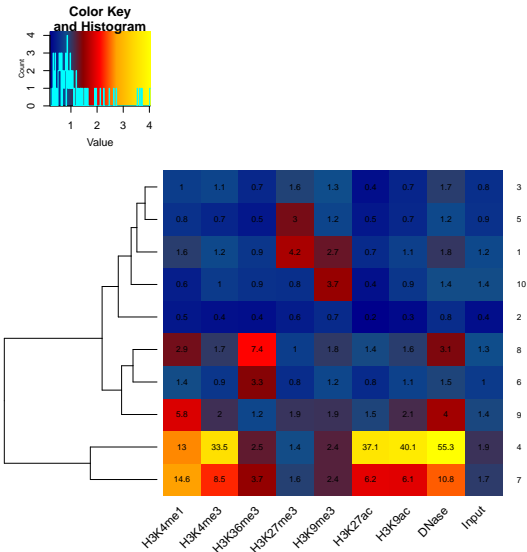 Color Key
and Histogram
Count
0 1 2 3 4
1 2 3 4
Value
1 1.1 0.7 1.6 1.3 0.4 0.7 1.7 0.8 3
0.8 0.7 3 1.2 0.7 1.2 0.9 5
1.6 1.2 0.9 4.2 2.7 0.7 1.1 1.8 1.2 1
0.6 1 0.9 0.8 3.7 0.4 0.9 1.4 1.4 10
0.5 0.4 0.4 0.6 0.7 0.3 0.8 0.4 2
2.9 1.7 7.4 1 1.8 1.4 1.6 3.1 1.3 8
1.4 0.9 3.3 0.8 1.2 0.8 1.1 1.5 1 6
5.8 2 1.2 1.9 1.9 1.5 2.1 4 1.4 9
13 33.5 2.5 1.4 2.4 37.1 40.1 55.3 1.9 4
14.6 8.5 3.7 1.6 2.4 6.2 6.1 10.8 1.7 7
H3K4me1 H3K4me3 H3K36me3 H3K27me3 H3K9me3 H3K27ac H3K9ac DNase Input